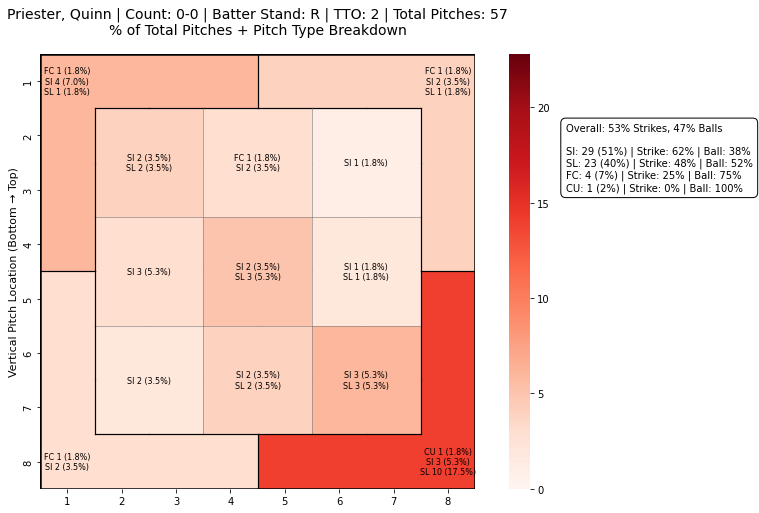 Priester, Quinn | Count: 0-0 | Batter Stand: R | TTO: 2 | Total Pitches: 57
% of Total Pitches + Pitch Type Breakdown
Vertical Pitch Location (Bottom → Top)
1
2
3
4
5
6
7
8
FC 1 (1.8%)
SI 4 (7.0%)
SL 1 (1.8%)
FC 1 (1.8%)
SI 2 (3.5%)
SL 1 (1.8%)
SI 2 (3.5%)
SL 2 (3.5%)
FC 1 (1.8%)
SI 2 (3.5%)
SI 1 (1.8%)
SI 3 (5.3%)
SI 2 (3.5%)
SL 3 (5.3%)
SI 1 (1.8%)
SL 1 (1.8%)
SI 2 (3.5%)
SI 2 (3.5%)
SL 2 (3.5%)
SI 3 (5.3%)
SL 3 (5.3%)
FC 1 (1.8%)
SI 2 (3.5%)
CU 1 (1.8%)
SI 3 (5.3%)
SL 10 (17.5%)
1
2
3
4
5
6
7
8
20
15
10
5
0
Overall: 53% Strikes, 47% Balls
SI: 29 (51%) | Strike: 62% | Ball: 38%
SL: 23 (40%) | Strike: 48% | Ball: 52%
FC: 4 (7%) | Strike: 25% | Ball: 75%
CU: 1 (2%) | Strike: 0% | Ball: 100%